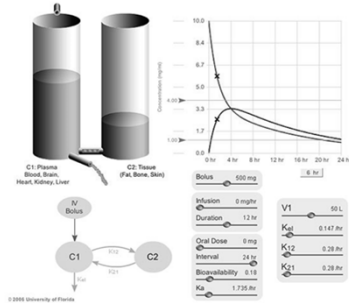 C1: Plasma
Blood, Brain,
Heart, Kidney, Liver
C2: Tissue
(Fat, Bone, Skin)
Concentration (mg/ml)
10.0
8.4
6.7
5.0
4.00
3.3
1.7
1.00
0.0
0 hr 4 hr 8 hr 12 hr 16 hr 20 hr 24 hr
6 hr
IV
Bolus
C1
C2
K12
K21
Kel
Bolus 500 mg
Infusion 0 mg/hr
Duration 12 hr
Oral Dose 0 mg
Interval 24 hr
Bioavailability 0.18
Ka 1.735 /hr
V1 50 L
Kel 0.147 /hr
K12 0.28 /hr
K21 0.28 /hr
© 2005 University of Florida